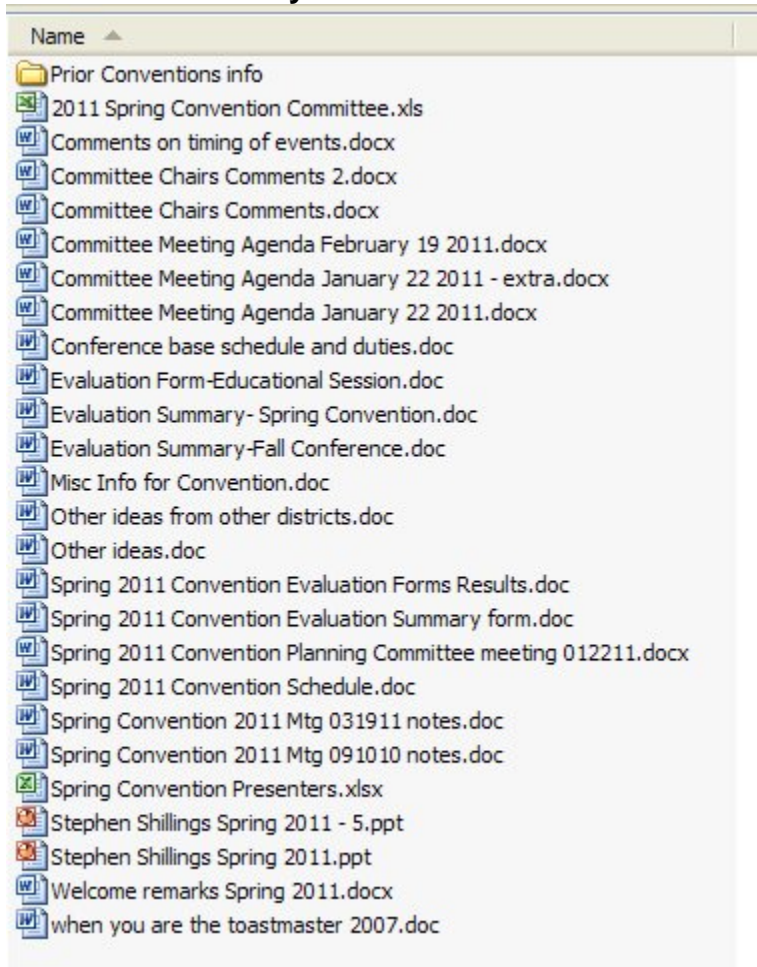 Name
Prior Conventions info
2011 Spring Convention Committee.xls
Comments on timing of events.docx
Committee Chairs Comments 2.docx
Committee Chairs Comments.docx
Committee Meeting Agenda February 19 2011.docx
Committee Meeting Agenda January 22 2011 - extra.docx
Committee Meeting Agenda January 22 2011.docx
Conference base schedule and duties.doc
Evaluation Form-Educational Session.doc
Evaluation Summary- Spring Convention.doc
Evaluation Summary-Fall Conference.doc
Misc Info for Convention.doc
Other ideas from other districts.doc
Other ideas.doc
Spring 2011 Convention Evaluation Forms Results.doc
Spring 2011 Convention Evaluation Summary form.doc
Spring 2011 Convention Planning Committee meeting 012211.docx
Spring 2011 Convention Schedule.doc
Spring Convention 2011 Mtg 031911 notes.doc
Spring Convention 2011 Mtg 091010 notes.doc
Spring Convention Presenters.xlsx
Stephen Shillings Spring 2011 - 5.ppt
Stephen Shillings Spring 2011.ppt
Welcome remarks Spring 2011.docx
when you are the toastmaster 2007.doc